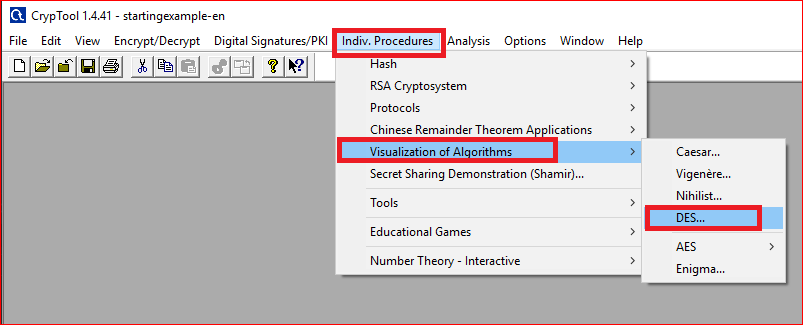 CrypTool 1.4.41 - startingexample-en
File Edit View Encrypt/Decrypt Digital Signatures/PKI Indiv. Procedures Analysis Options Window Help
Hash
RSA Cryptosystem
Protocols
Chinese Remainder Theorem Applications
Visualization of Algorithms
Caesar...
Secret Sharing Demonstration (Shamir)...
Vigenère...
Nihilist...
Tools
DES...
Educational Games
AES
Number Theory - Interactive
Enigma...